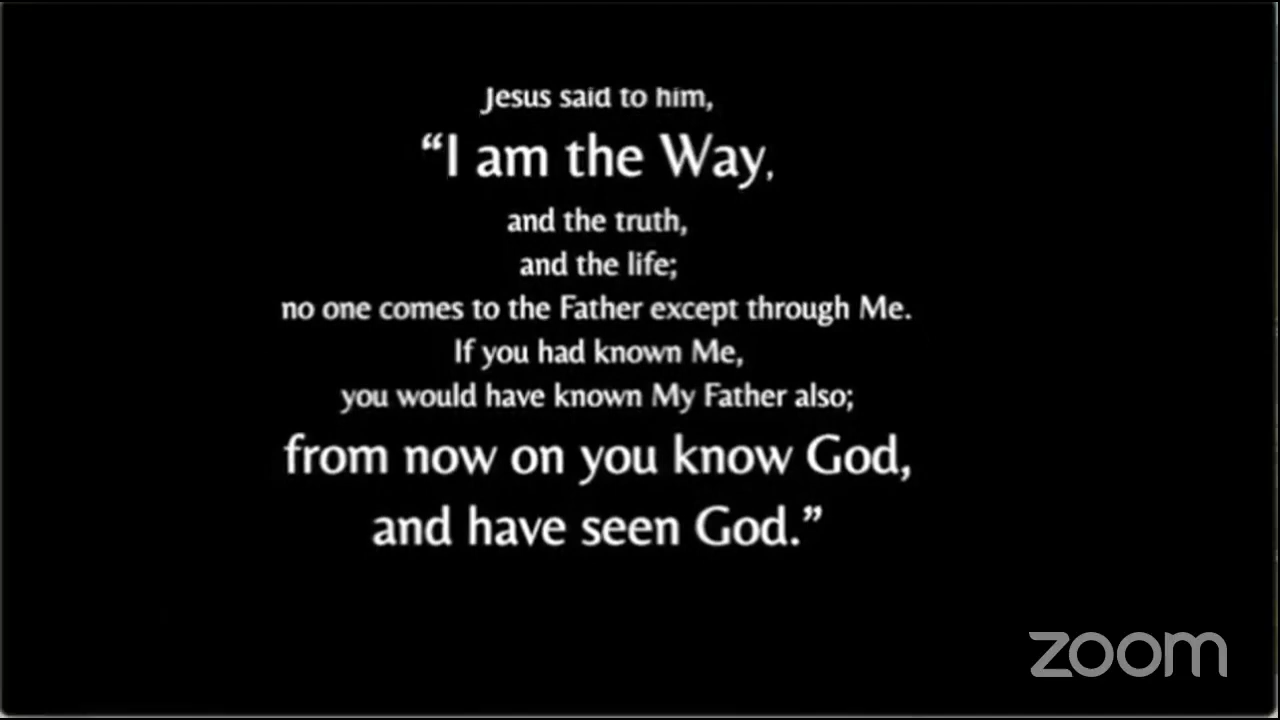 Jesus said to him,
“I am the Way,
and the truth,
and the life;
no one comes to the Father except through Me.
If you had known Me,
you would have known My Father also;
from now on you know God,
and have seen God.”
zoom